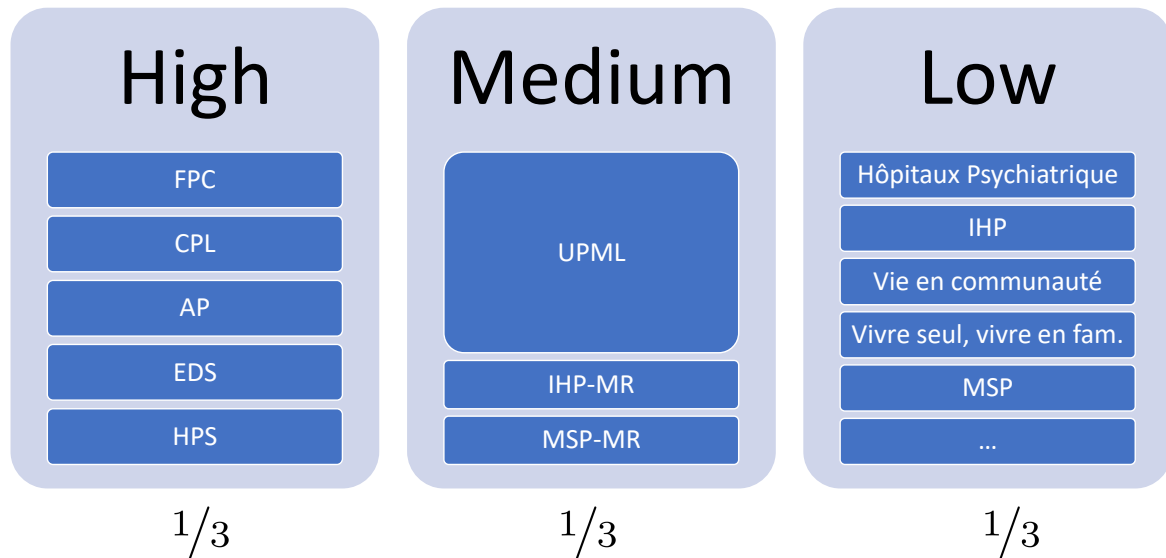 High
FPC
CPL
AP
EDS
HPS
1/3
Medium
UPML
IHP-MR
MSP-MR
1/3
Low
Hôpitaux Psychiatrique
IHP
Vie en communauté
Vivre seul, vivre en fam.
MSP
...
1/3